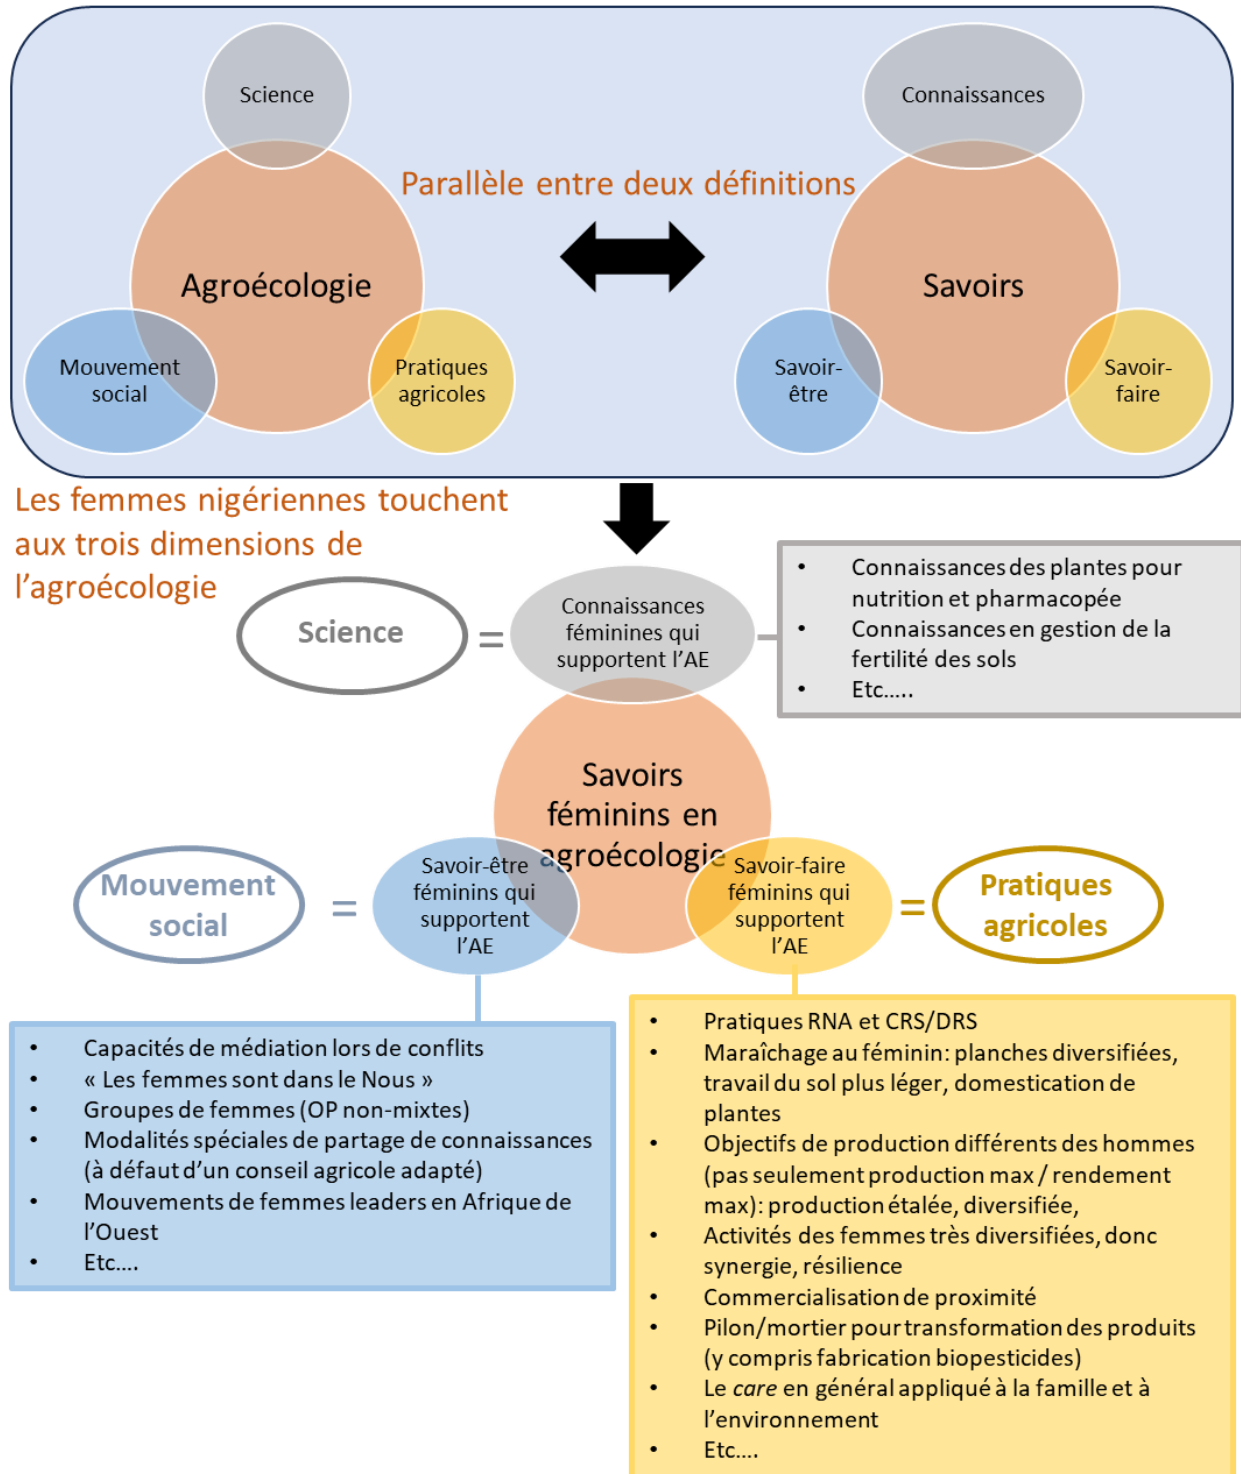 Science
Connaissances
Parallèle entre deux définitions
Agroécologie
Savoirs
Mouvement
social
Pratiques
agricoles
Savoir-
être
Savoir-
faire
Les femmes nigériennes touchent
aux trois dimensions de
l’agroécologie
Science
=
Connaissances
féminines qui
supportent l’AE
• Connaissances des plantes pour
nutrition et pharmacopée
• Connaissances en gestion de la
fertilité des sols
• Etc…..
Savoirs
féminins en
agroécologie
Mouvement
social
=
Savoir-être
féminins qui
supportent
l’AE
Savoir-faire
féminins qui
supportent
l’AE
=
Pratiques
agricoles
• Capacités de médiation lors de conflits
• « Les femmes sont dans le Nous »
• Groupes de femmes (OP non-mixtes)
• Modalités spéciales de partage de connaissances
(à défaut d’un conseil agricole adapté)
• Mouvements de femmes leaders en Afrique de
l’Ouest
• Etc….
• Pratiques RNA et CRS/DRS
• Maraîchage au féminin: planches diversifiées,
travail du sol plus léger, domestication de
plantes
• Objectifs de production différents des hommes
(pas seulement production max / rendement
max): production étalée, diversifiée,
• Activités des femmes très diversifiées, donc
synergie, résilience
• Commercialisation de proximité
• Pilon/mortier pour transformation des produits
(y compris fabrication biopesticides)
• Le care en général appliqué à la famille et à
l’environnement
• Etc….